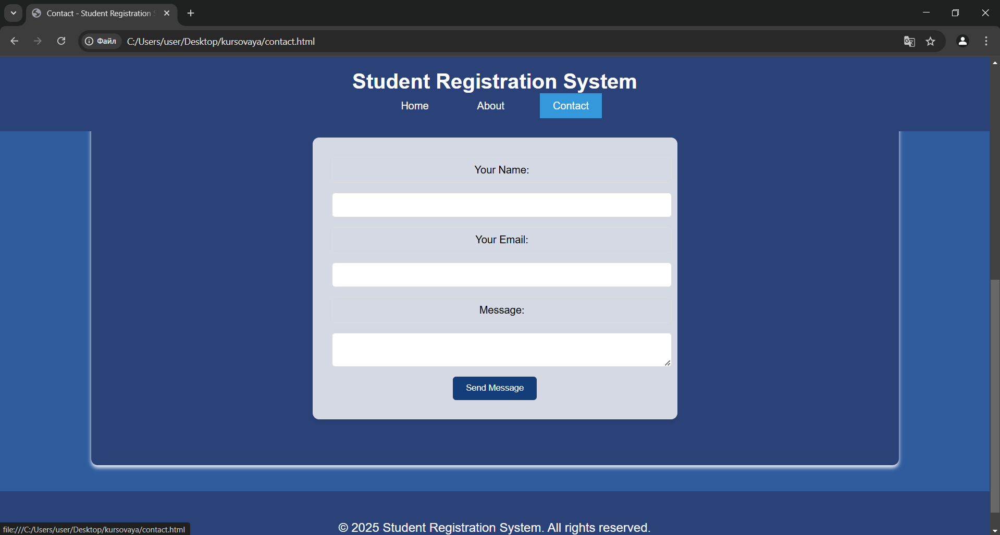 Contact - Student Registration
Файл
C:/Users/user/Desktop/kursovaya/contact.html
Student Registration System
Home
About
Contact
Your Name:
Your Email:
Message:
Send Message
© 2025 Student Registration System. All rights reserved.
file:///C:/Users/user/Desktop/kursovaya/contact.html